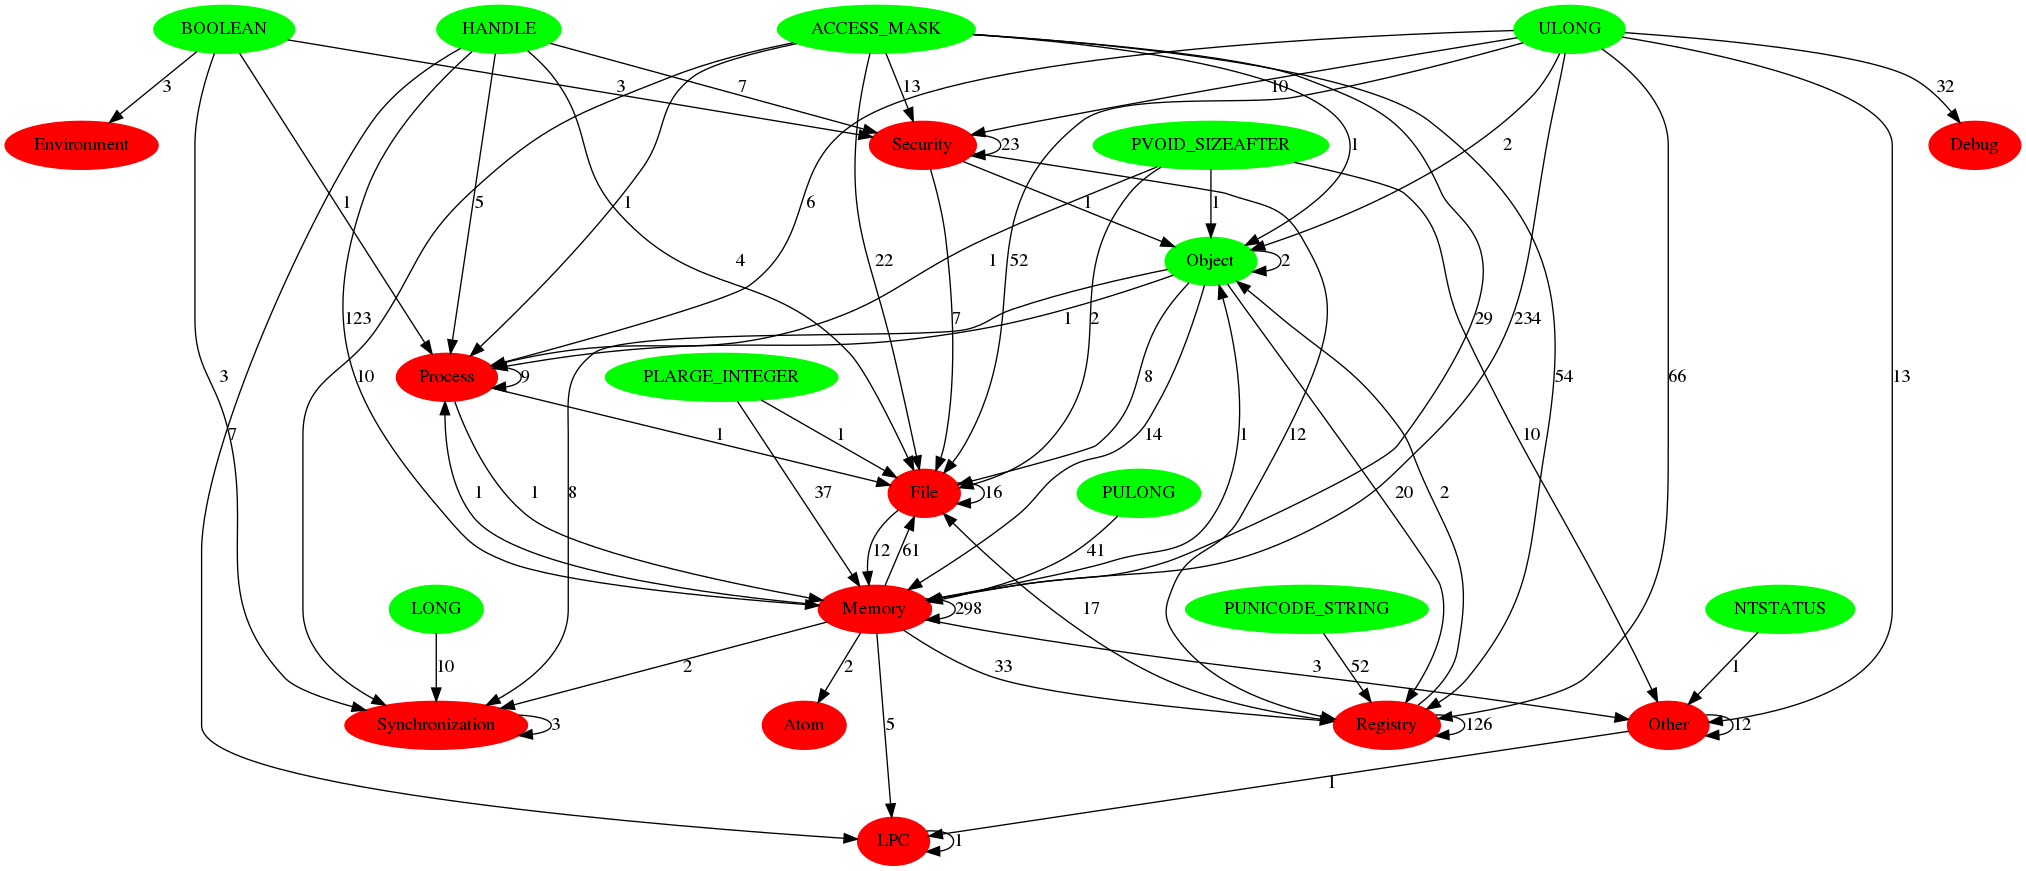 BOOLEAN HANDLE ACCESS_MASK ULONG
3 3 7 13 10 32
Environment Security 23 PVOID_SIZEAFTER Debug
1 5 1 6 1 1 1 2
4 22 52 1 Object 2
123 7 1 2 29 234
Process 9 PLARGE_INTEGER 3 10 8 54 66 13
7 1 1 1 14 12 10
1 1 8 37 File 16 PULONG 20 2
12 61 41
LONG Memory 298 17 PUNICODE_STRING NTSTATUS
10 2 2 33 52 3 1
Synchronization 3 Atom 5 Registry 126 Other 12
1
LPC 1